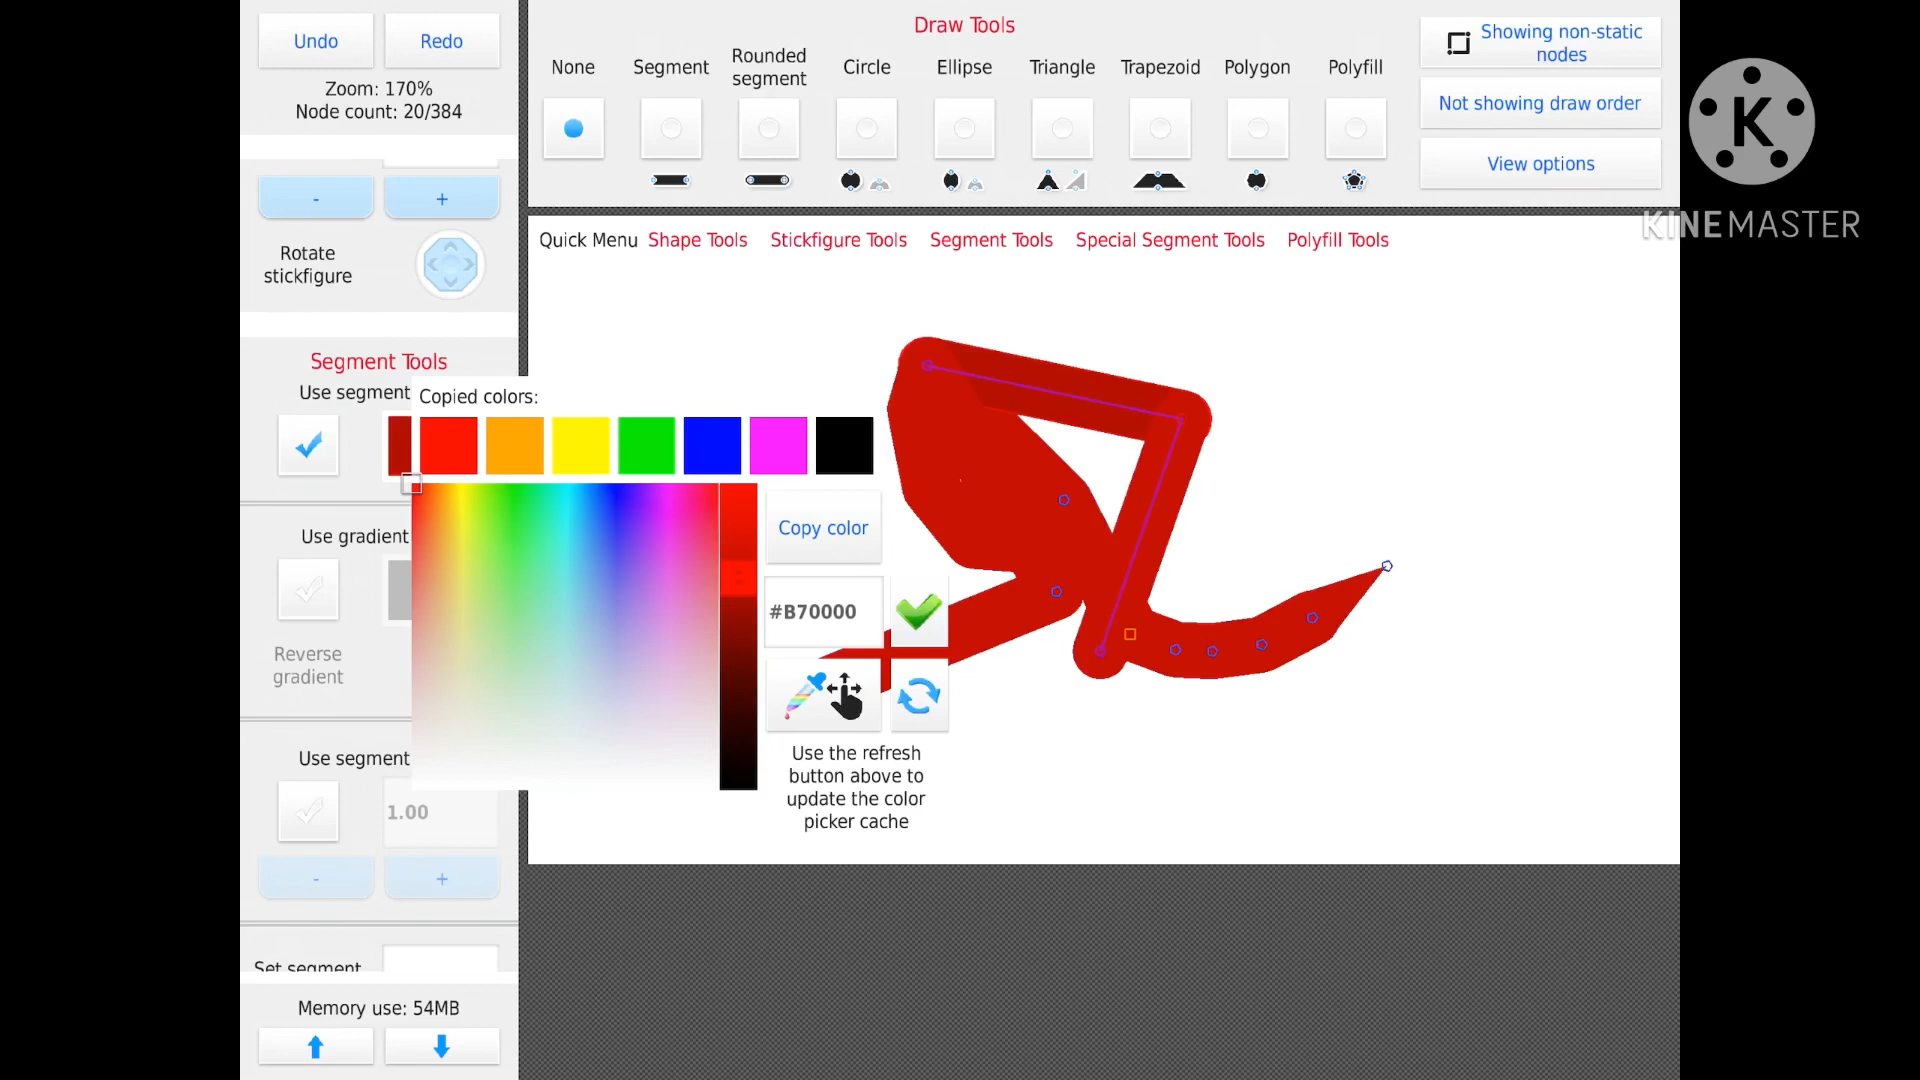 Undo
Redo
Zoom: 170%
Node count: 20/384
-
+
Rotate
stickfigure
Segment Tools
Use segment
Use gradient
Reverse
gradient
Use segment
1.00
-
+
Set segment
Memory use: 54MB
Draw Tools
None
Segment
Rounded
segment
Circle
Ellipse
Triangle
Trapezoid
Polygon
Polyfill
Showing non-static
nodes
Not showing draw order
View options
Quick Menu
Shape Tools
Stickfigure Tools
Segment Tools
Special Segment Tools
Polyfill Tools
Copied colors:
Copy color
#B70000
Use the refresh
button above to
update the color
picker cache
K
KINEMASTER